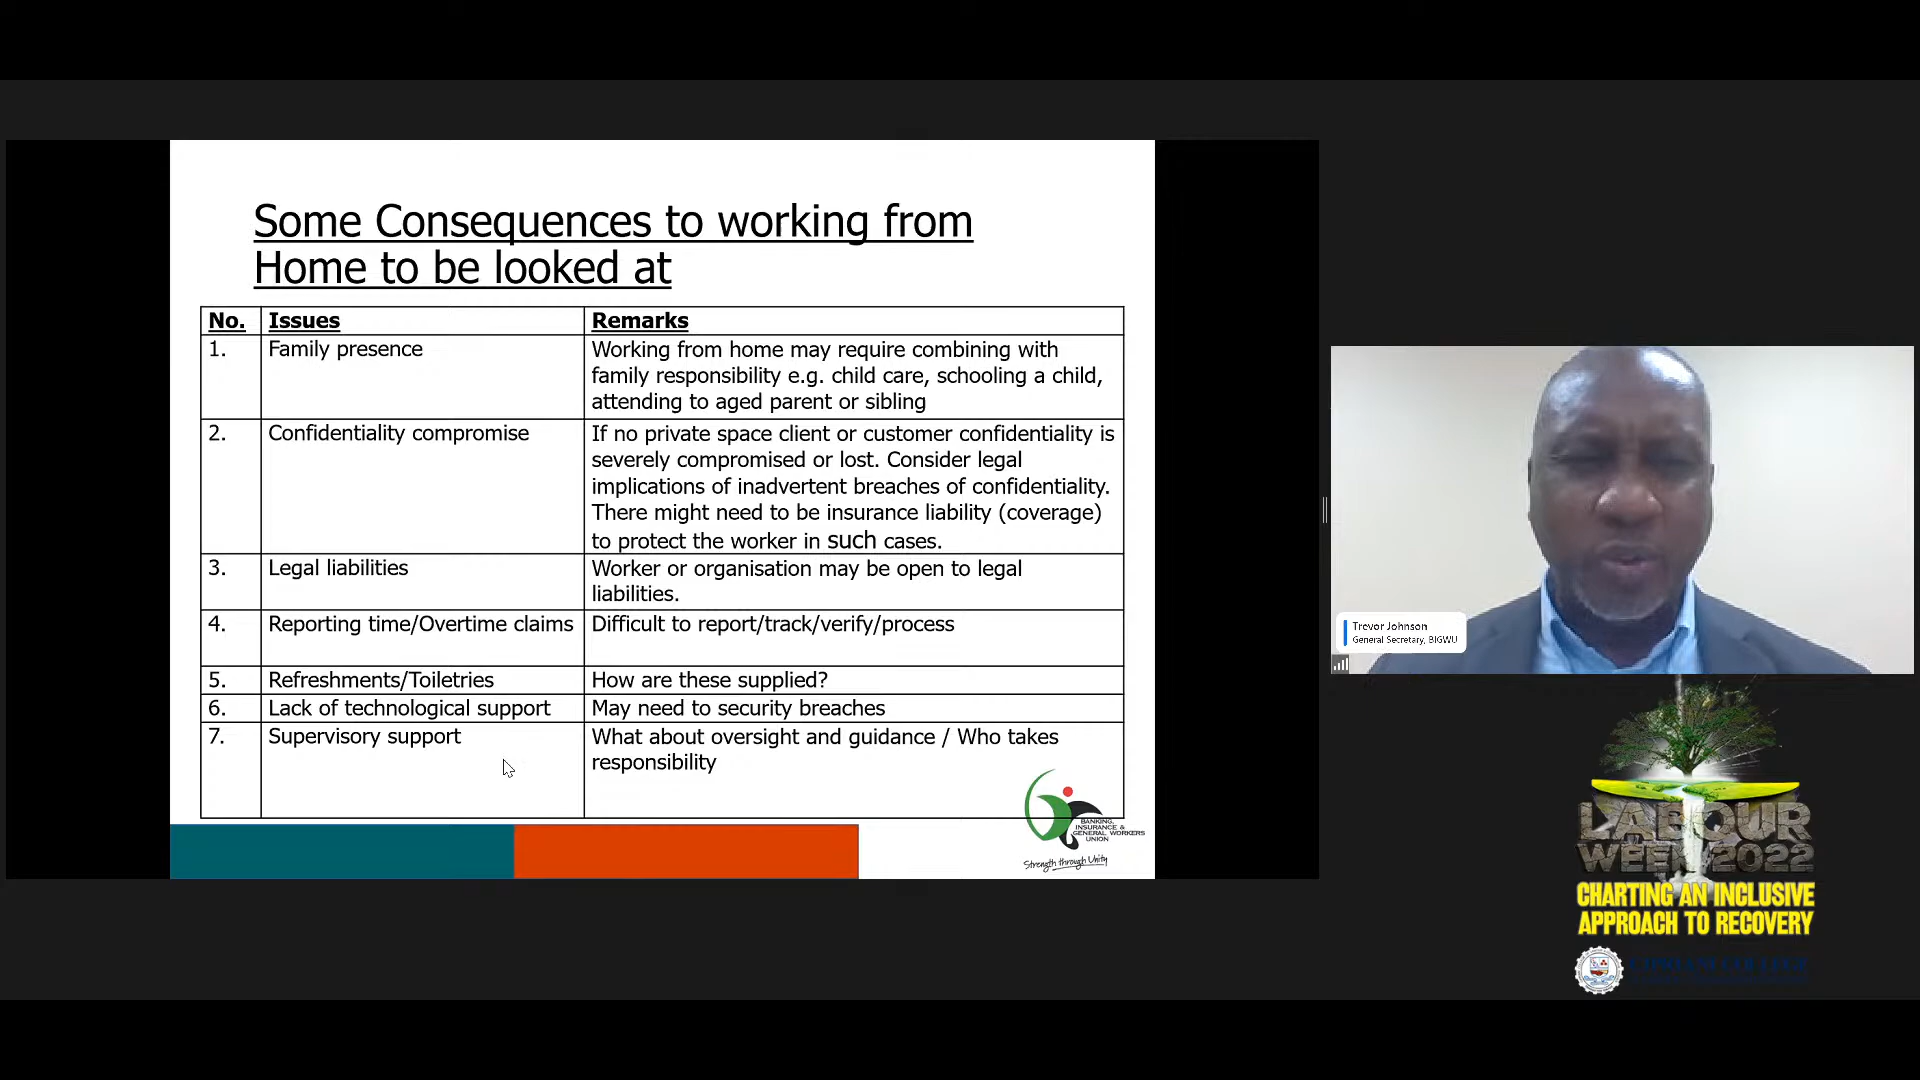 Some Consequences to working from
Home to be looked at
No. Issues Remarks
1. Family presence Working from home may require combining with
family responsibility e.g. child care, schooling a child,
attending to aged parent or sibling
2. Confidentiality compromise If no private space client or customer confidentiality is
severely compromised or lost. Consider legal
implications of inadvertent breaches of confidentiality.
There might need to be insurance liability (coverage)
to protect the worker in such cases.
3. Legal liabilities Worker or organisation may be open to legal
liabilities.
4. Reporting time/Overtime claims Difficult to report/track/verify/process
5. Refreshments/Toiletries How are these supplied?
6. Lack of technological support May need to security breaches
7. Supervisory support What about oversight and guidance / Who takes
responsibility
BANKING,
INSURANCE &
GENERAL WORKERS
UNION
Strength through Unity
Trevor Johnson
General Secretary, BIGWU
LABOUR
WEEK 2022
CHARTING AN INCLUSIVE
APPROACH TO RECOVERY
CIPRIANI COLLEGE